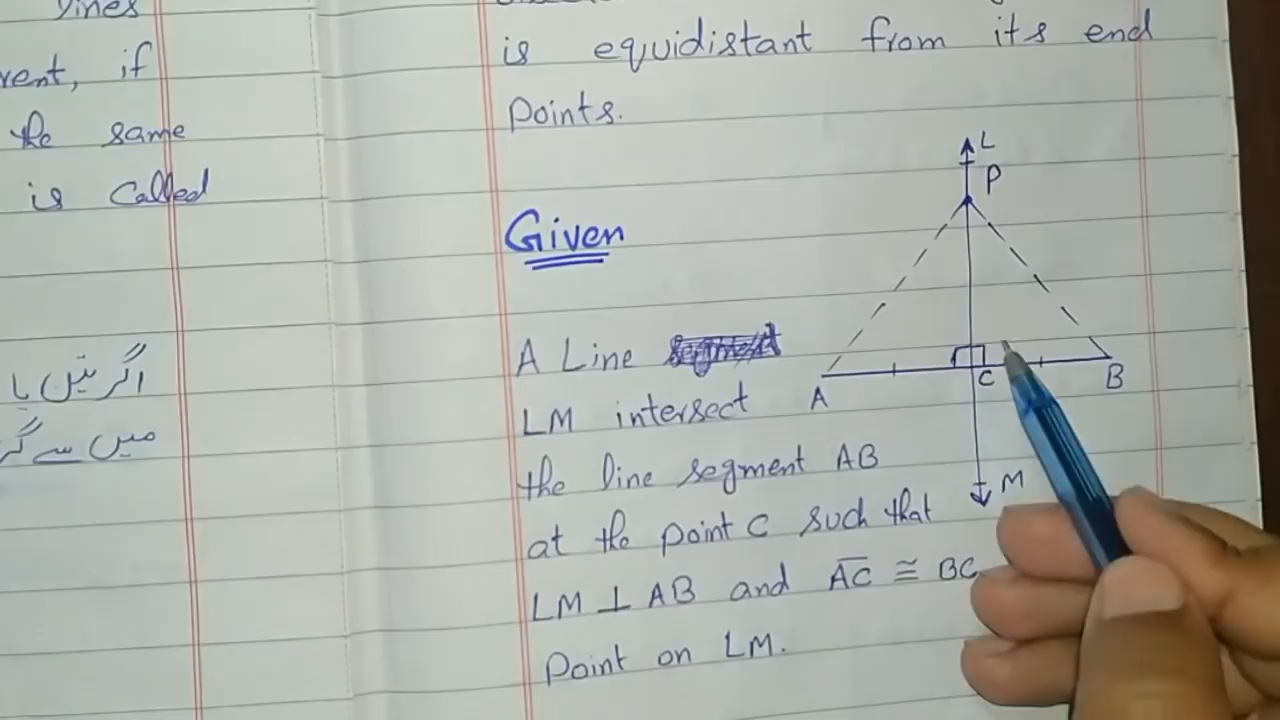 lines
rent, if
the same
is called
اگر تین یا
میں سے گز
is equidistant from its end
points.
Given
A Line
LM intersect
the line segment AB
at the point C such that
LM ⊥ AB and A̅C̅ ≅ BC
Point on LM.
L
P
A
C
B
M